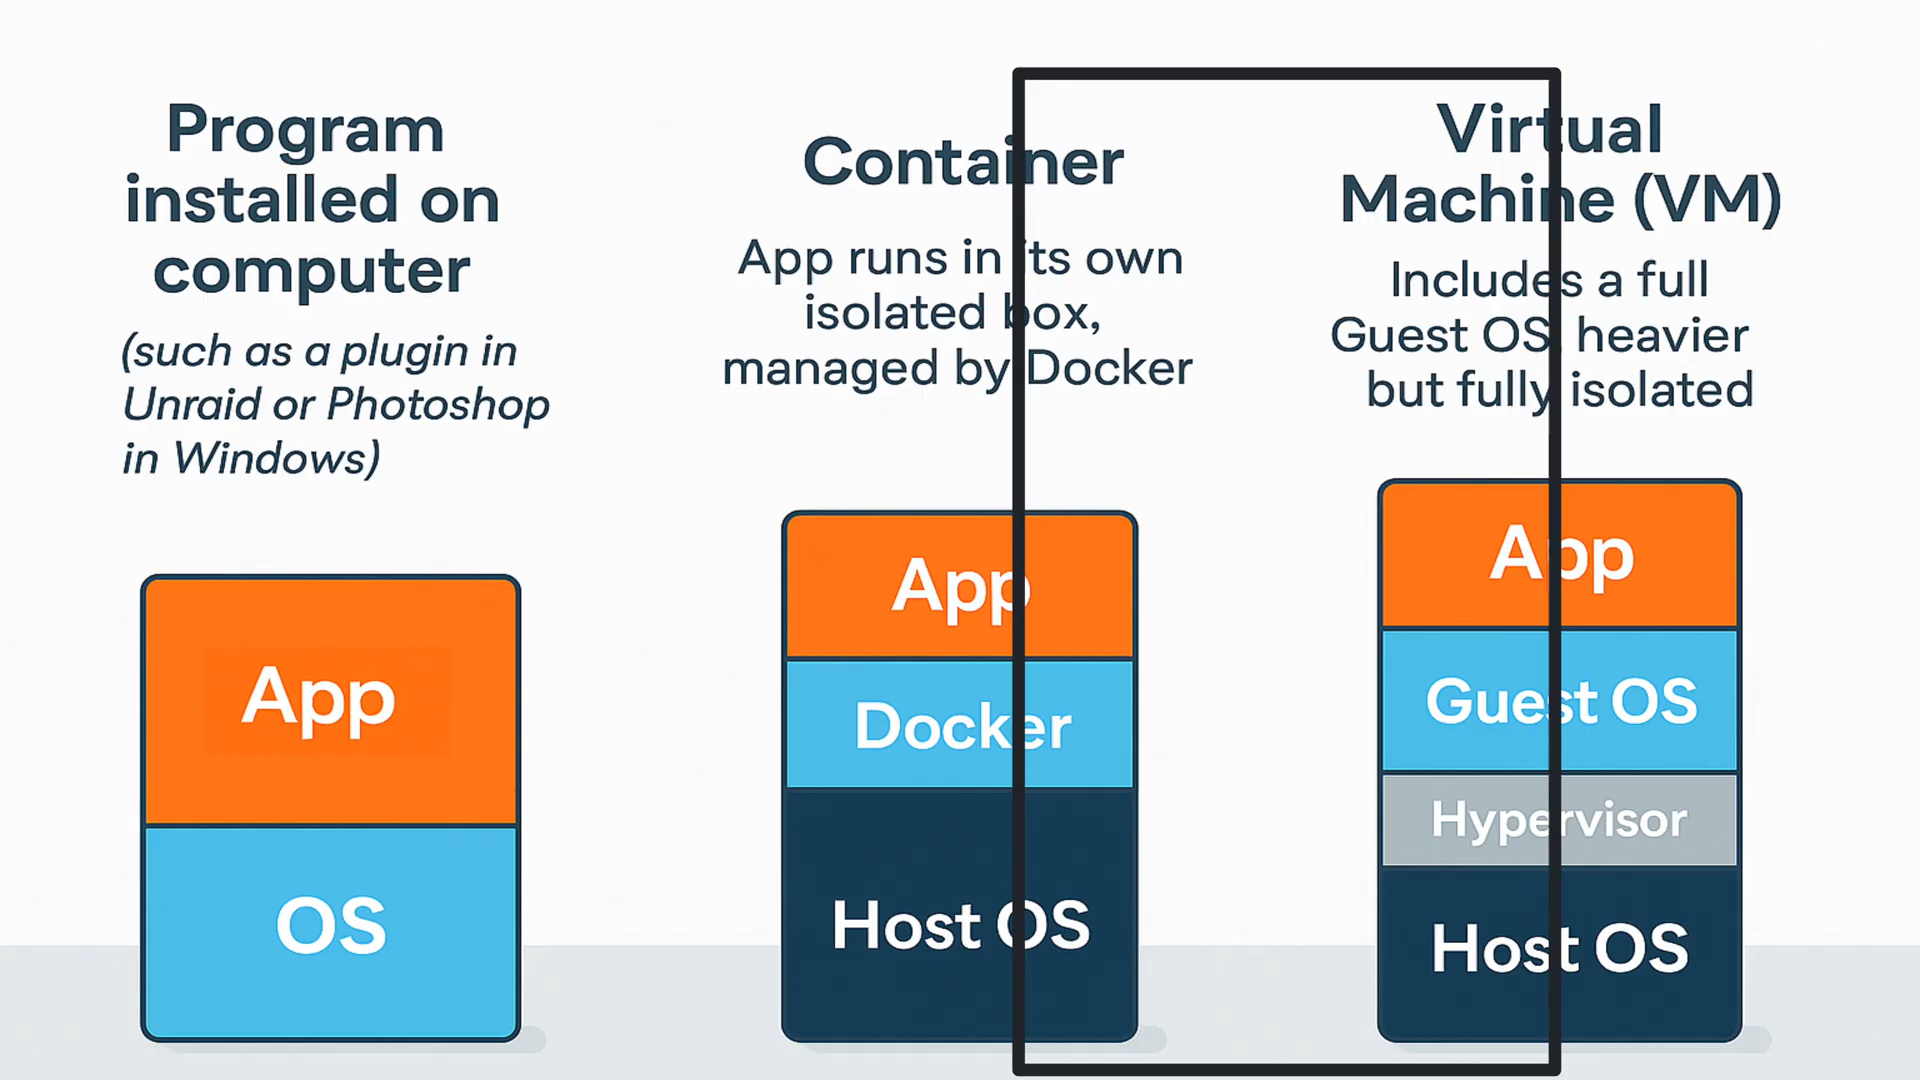 Program
installed on
computer
(such as a plugin in
Unraid or Photoshop
in Windows)
App
OS
Container
App runs in its own
isolated box,
managed by Docker
App
Docker
Host OS
Virtual
Machine (VM)
Includes a full
Guest OS, heavier
but fully isolated
App
Guest OS
Hypervisor
Host OS